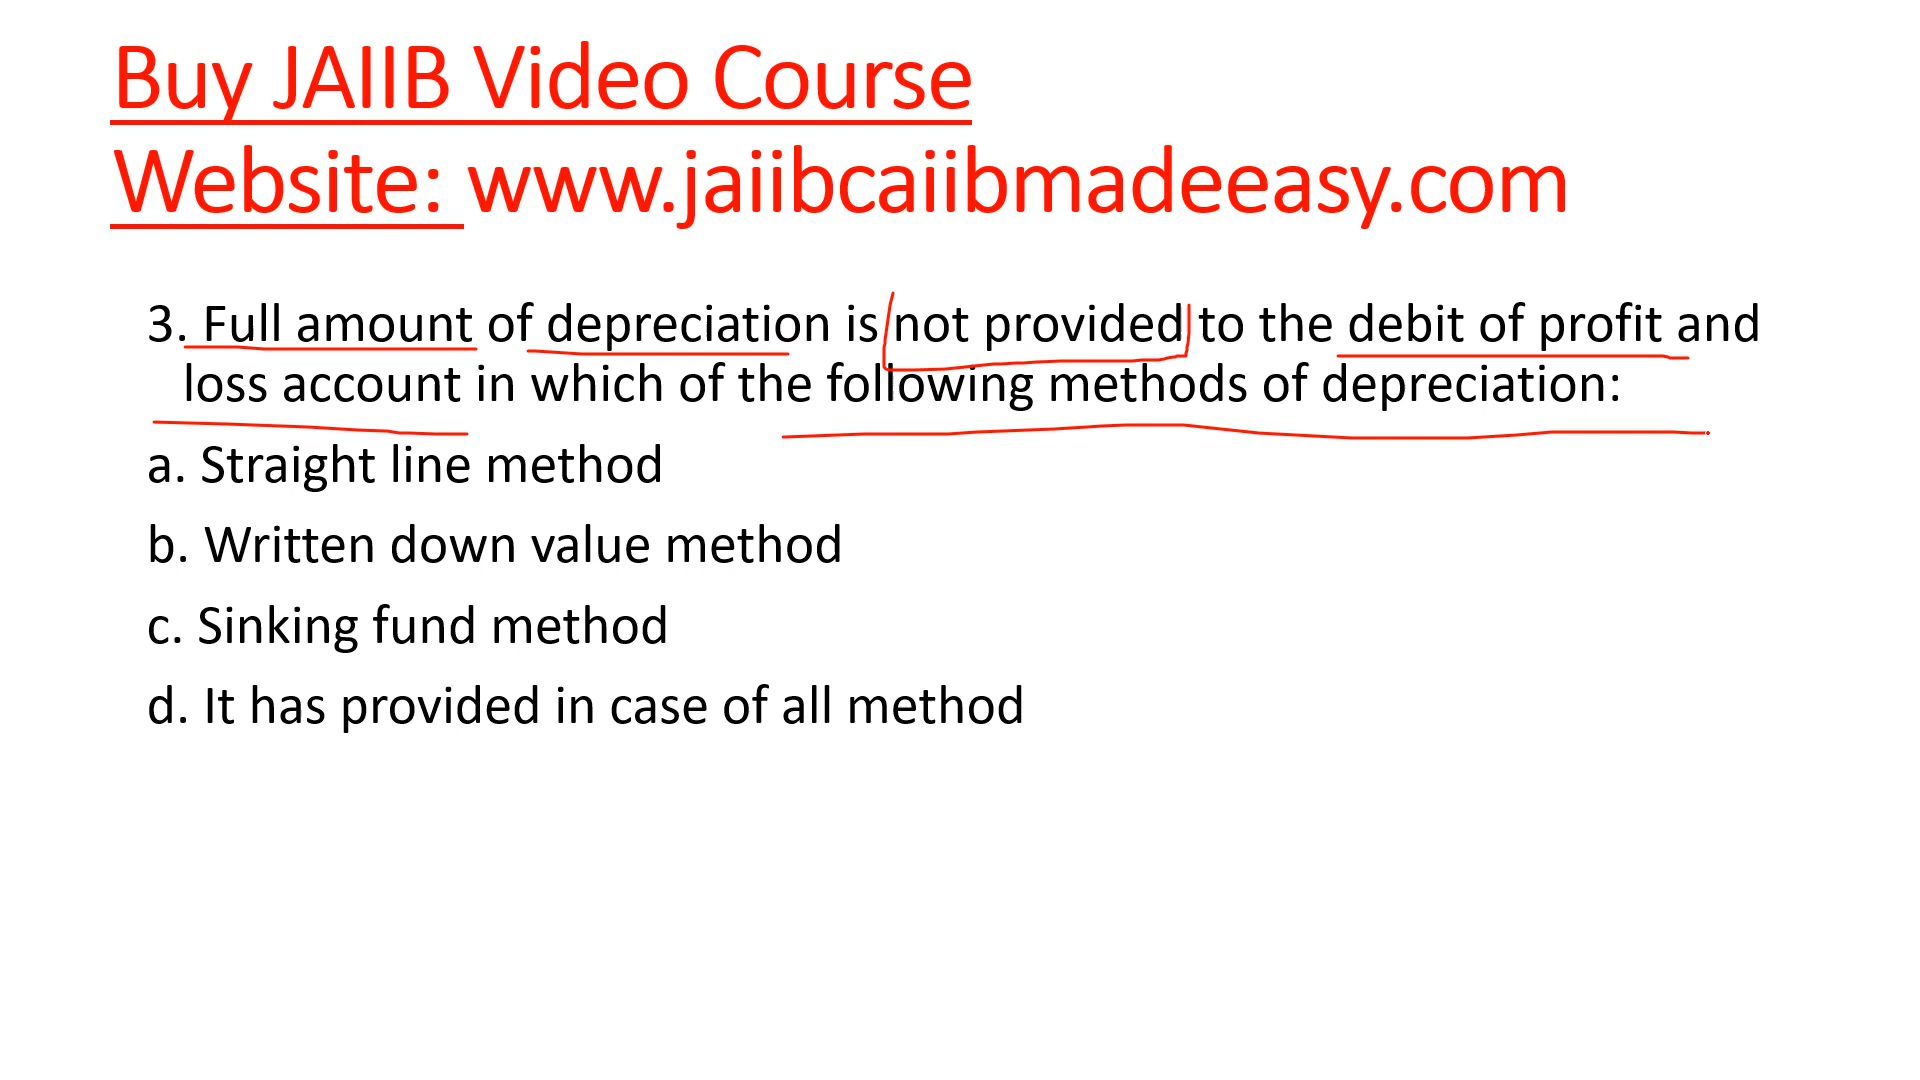 Buy JAIIB Video Course
Website: www.jaiibcaiibmadeeasy.com
3. Full amount of depreciation is not provided to the debit of profit and
loss account in which of the following methods of depreciation:
a. Straight line method
b. Written down value method
c. Sinking fund method
d. It has provided in case of all method